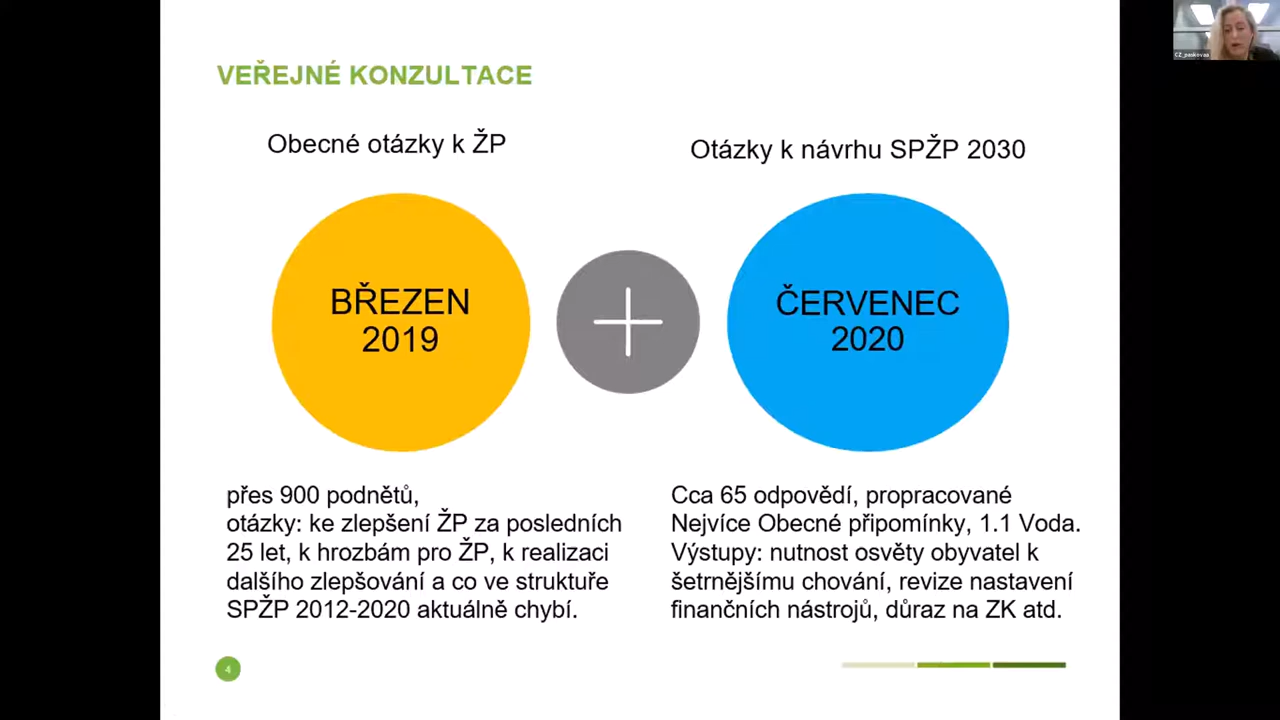 VEŘEJNÉ KONZULTACE
Obecné otázky k ŽP
Otázky k návrhu SPŽP 2030
BŘEZEN
2019
ČERVENEC
2020
přes 900 podnětů,
otázky: ke zlepšení ŽP za posledních
25 let, k hrozbám pro ŽP, k realizaci
dalšího zlepšování a co ve struktuře
SPŽP 2012-2020 aktuálně chybí.
Cca 65 odpovědí, propracované
Nejvíce Obecné připomínky, 1.1 Voda.
Výstupy: nutnost osvěty obyvatel k
šetrnějšímu chování, revize nastavení
finančních nástrojů, důraz na ZK atd.
4